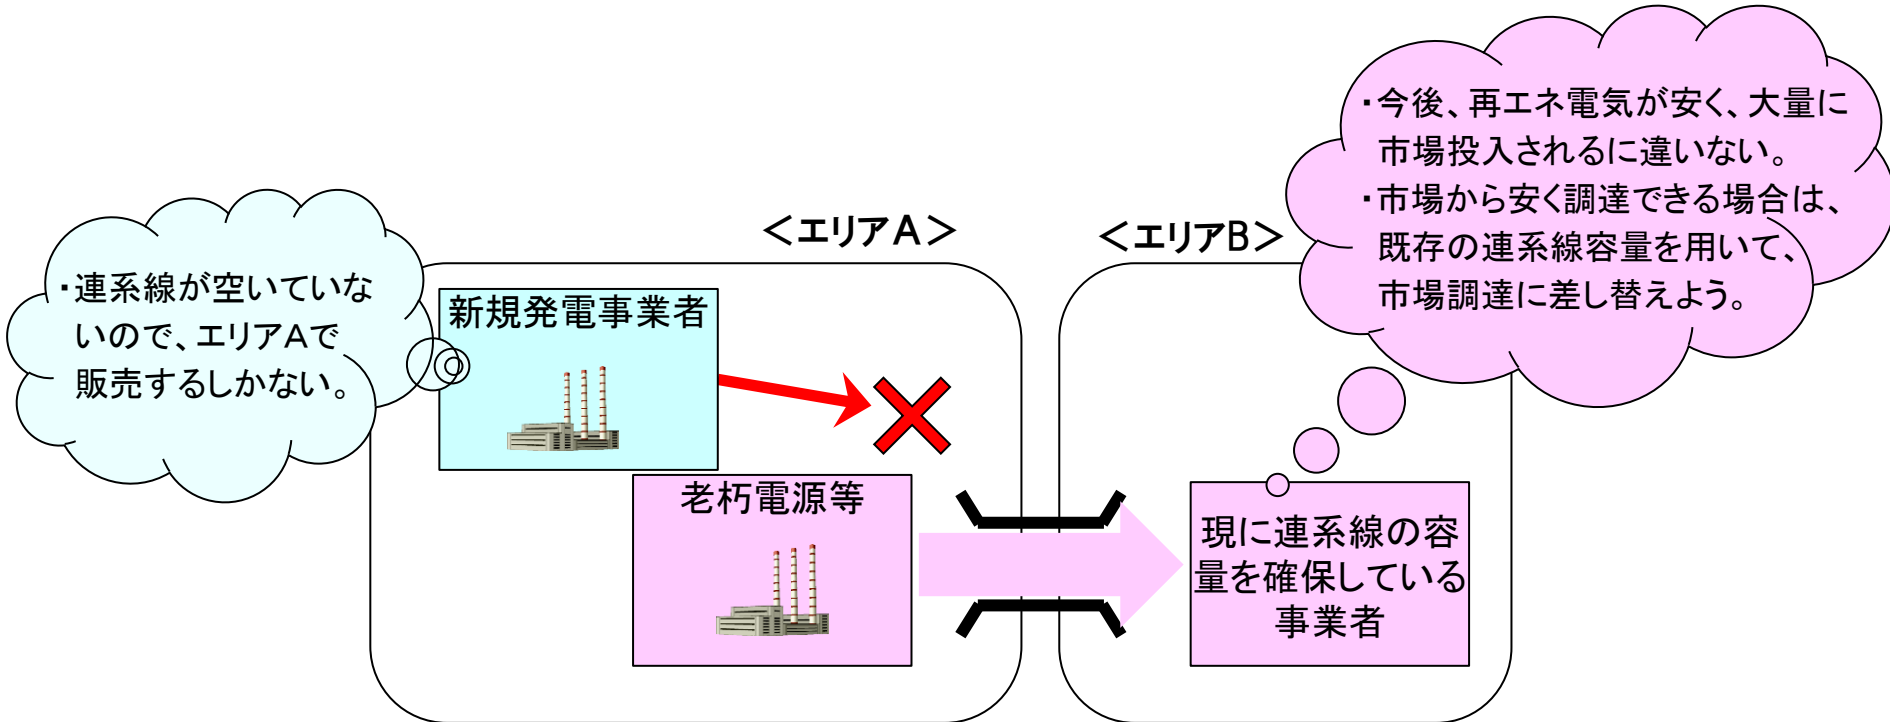 ・今後、再エネ電気が安く、大量に
市場投入されるに違いない。
・市場から安く調達できる場合は、
既存の連系線容量を用いて、
市場調達に差し替えよう。
＜エリアA＞
＜エリアB＞
・連系線が空いていな
いので、エリアAで
販売するしかない。
新規発電事業者
老朽電源等
現に連系線の容
量を確保している
事業者